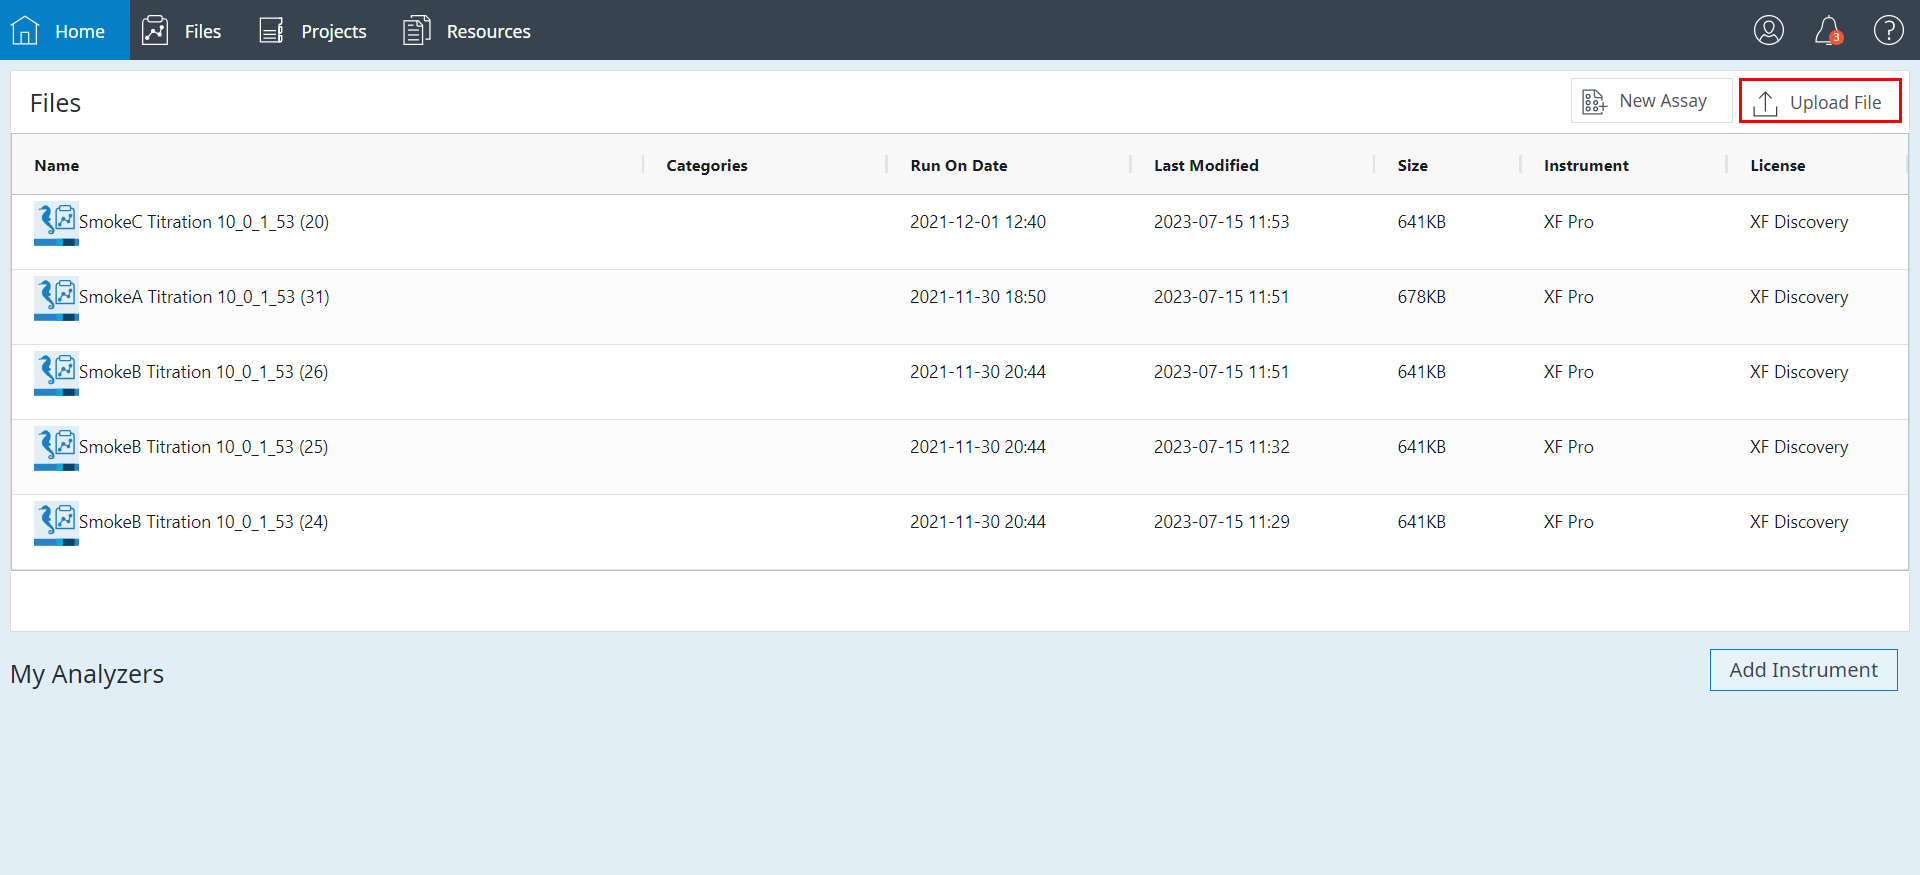 Home Files Projects Resources 3 ?
Files New Assay Upload File
Name Categories Run On Date Last Modified Size Instrument License
SmokeC Titration 10_0_1_53 (20) 2021-12-01 12:40 2023-07-15 11:53 641KB XF Pro XF Discovery
SmokeA Titration 10_0_1_53 (31) 2021-11-30 18:50 2023-07-15 11:51 678KB XF Pro XF Discovery
SmokeB Titration 10_0_1_53 (26) 2021-11-30 20:44 2023-07-15 11:51 641KB XF Pro XF Discovery
SmokeB Titration 10_0_1_53 (25) 2021-11-30 20:44 2023-07-15 11:32 641KB XF Pro XF Discovery
SmokeB Titration 10_0_1_53 (24) 2021-11-30 20:44 2023-07-15 11:29 641KB XF Pro XF Discovery
My Analyzers Add Instrument